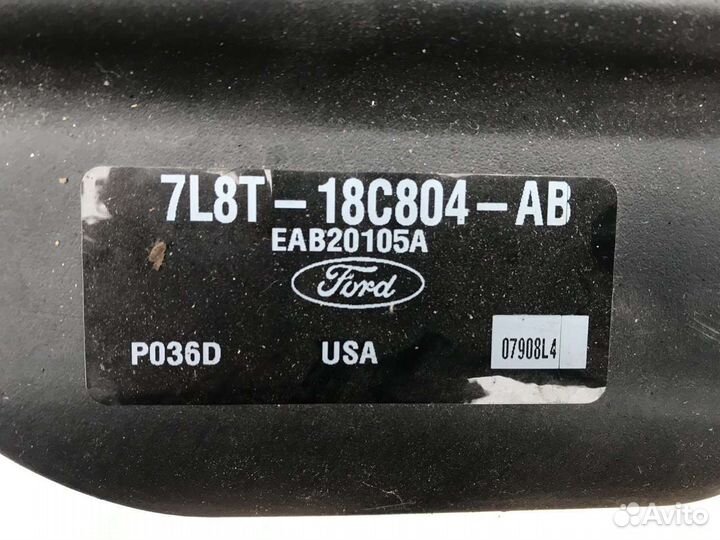 7L8T-18C804-AB
EAB20105A
Ford
P036D USA 07908L4
Avito